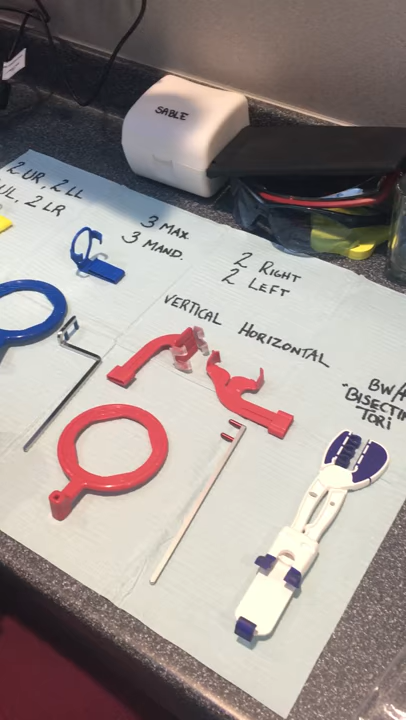 SABLE
2 UR, 2 LL
UL, 2 LR
3 MAX
3 MAND.
2 RIGHT
2 LEFT
VERTICAL HORIZONTAL
BW/
TORI